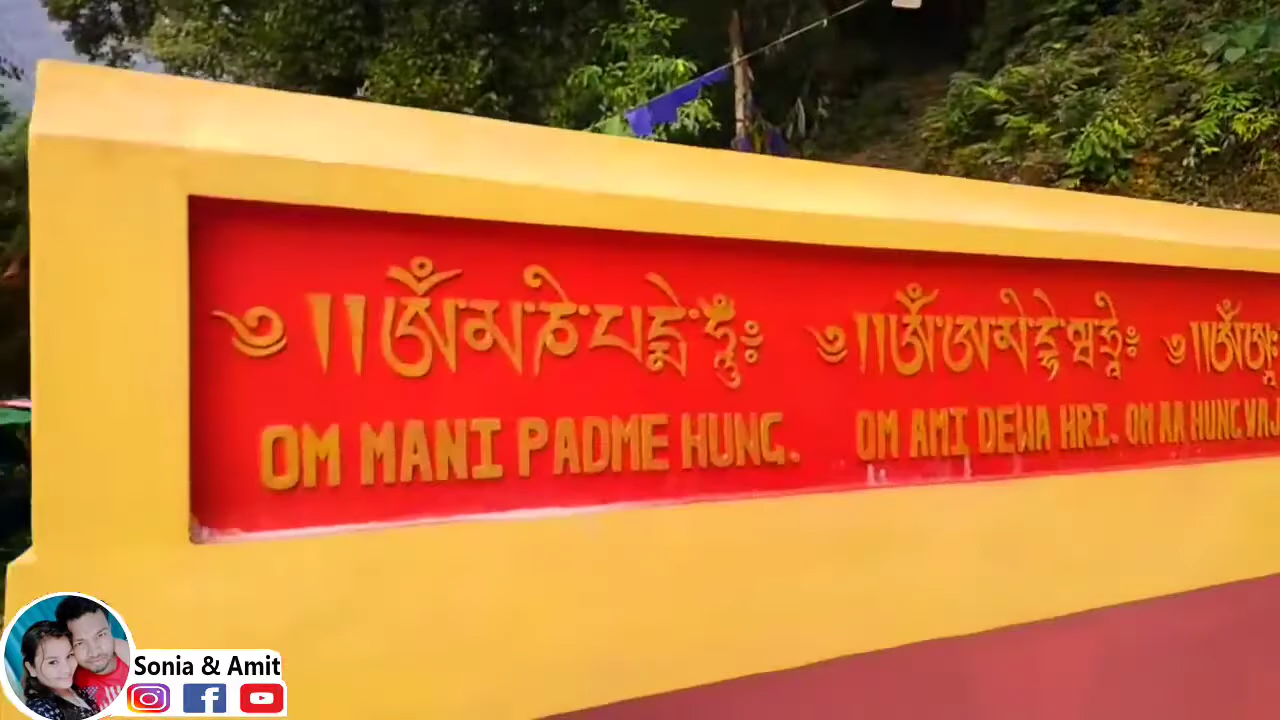 ༄༎ཨོཾ་མ་ཎི་པདྨེ་ཧཱུྃ༔ ༄༎ཨོཾ་ཨ་མི་དྷེ་ཝ་ཧྲཱི༔
OM MANI PADME HUNG. OM AMI DEWA HRI. OM AA HUNG
Sonia & Amit